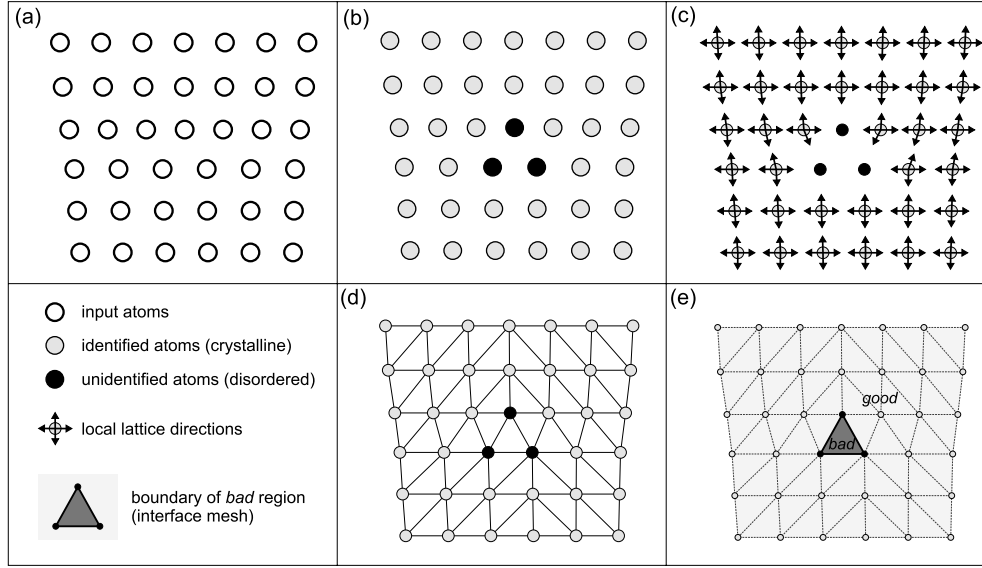 (a)
(b)
(c)
input atoms
identified atoms (crystalline)
unidentified atoms (disordered)
local lattice directions
boundary of bad region
(interface mesh)
(d)
(e)
good
bad